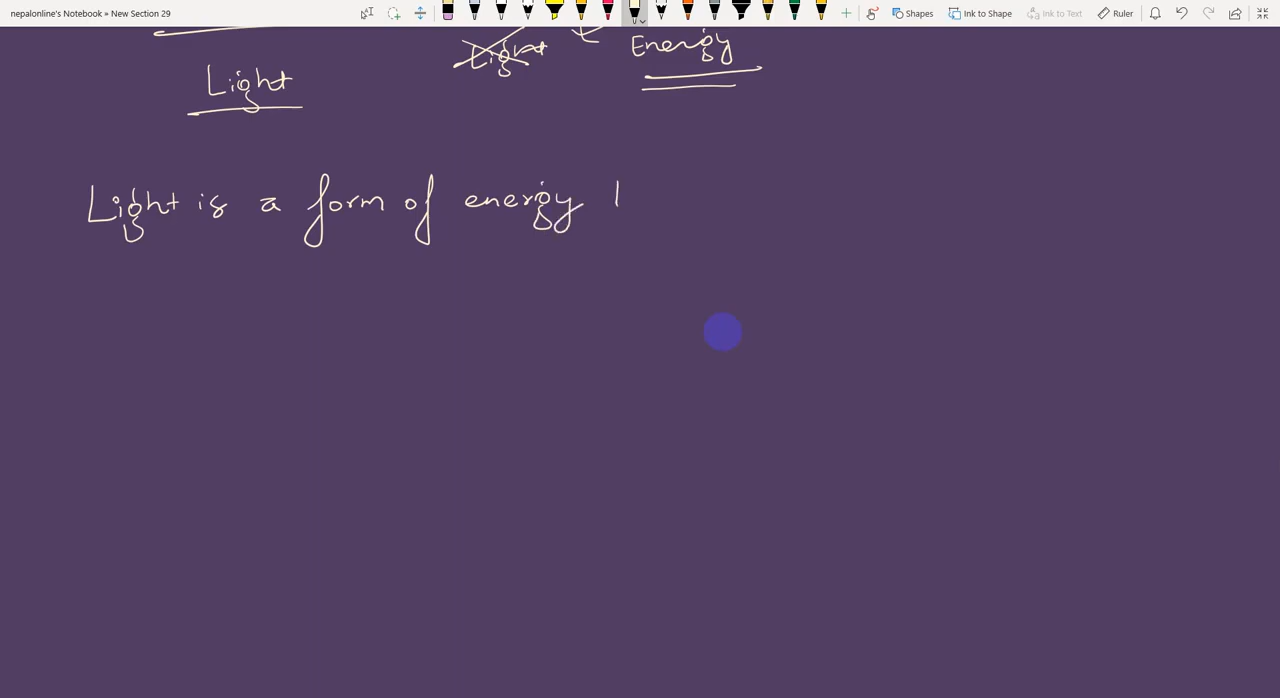 nepalonline's Notebook » New Section 29
Shapes Ink to Shape Ink to Text Ruler
Light Energy
Light
Light is a form of energy